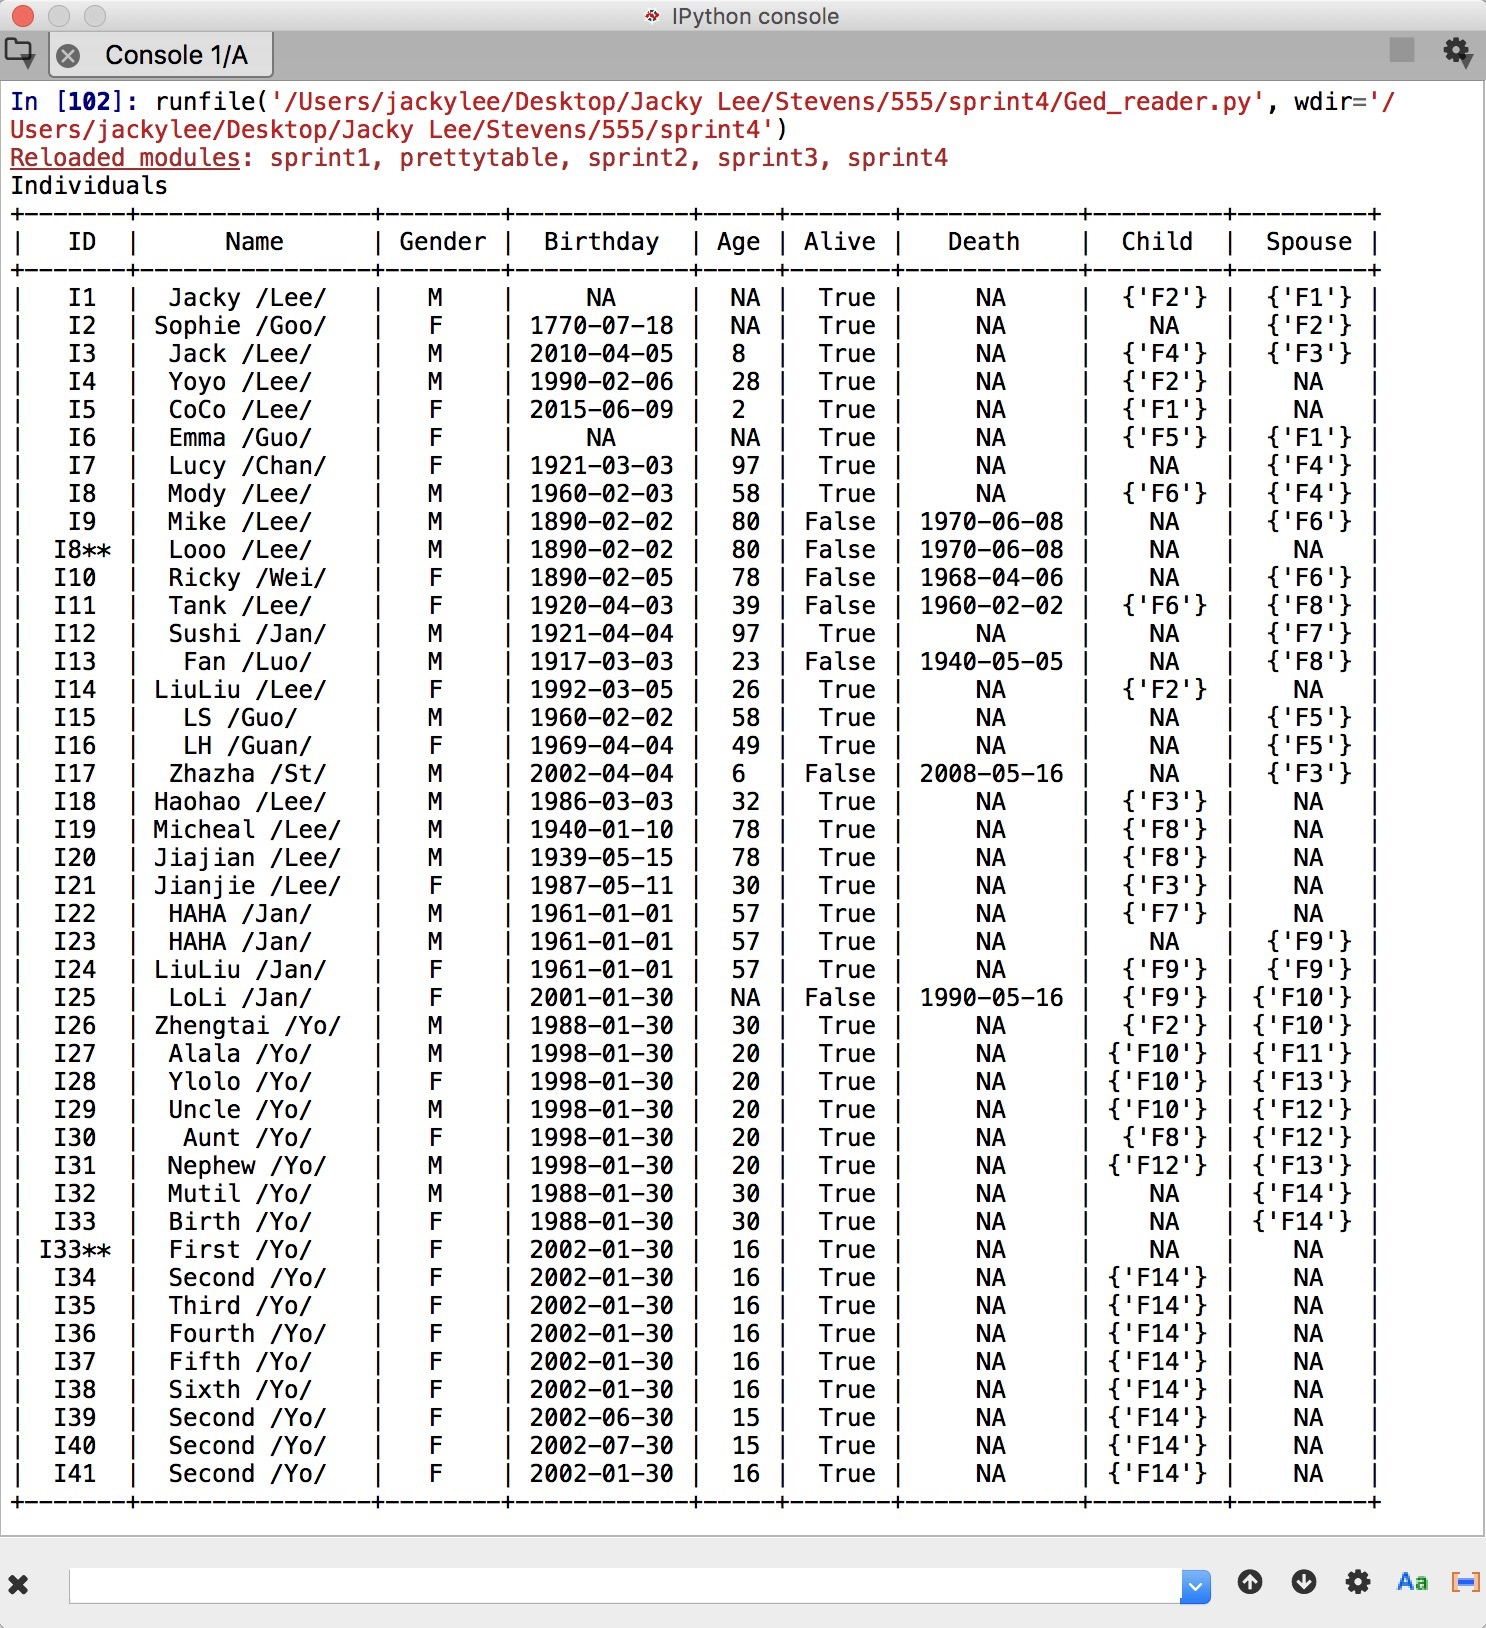 IPython console
Console 1/A
In [102]: runfile('/Users/jackylee/Desktop/Jacky Lee/Stevens/555/sprint4/Ged_reader.py', wdir='/
Users/jackylee/Desktop/Jacky Lee/Stevens/555/sprint4')
Reloaded modules: sprint1, prettytable, sprint2, sprint3, sprint4
Individuals
+-------+----------------+--------+------------+-----+-------+------------+---------+---------+
|   ID  |      Name      | Gender |  Birthday  | Age | Alive |   Death    |  Child  |  Spouse |
+-------+----------------+--------+------------+-----+-------+------------+---------+---------+
|   I1  |  Jacky /Lee/   |   M    |     NA     |  NA |  True |     NA     |  {'F2'} |  {'F1'} |
|   I2  | Sophie /Goo/   |   F    | 1770-07-18 |  NA |  True |     NA     |    NA   |  {'F2'} |
|   I3  |  Jack /Lee/    |   M    | 2010-04-05 |  8  |  True |     NA     |  {'F4'} |  {'F3'} |
|   I4  |  Yoyo /Lee/    |   M    | 1990-02-06 |  28 |  True |     NA     |  {'F2'} |    NA   |
|   I5  |  CoCo /Lee/    |   F    | 2015-06-09 |  2  |  True |     NA     |  {'F1'} |    NA   |
|   I6  |  Emma /Guo/    |   F    |     NA     |  NA |  True |     NA     |  {'F5'} |  {'F1'} |
|   I7  |  Lucy /Chan/   |   F    | 1921-03-03 |  97 |  True |     NA     |    NA   |  {'F4'} |
|   I8  |  Mody /Lee/    |   M    | 1960-02-03 |  58 |  True |     NA     |  {'F6'} |  {'F4'} |
|   I9  |  Mike /Lee/    |   M    | 1890-02-02 |  80 | False | 1970-06-08 |    NA   |  {'F6'} |
|  I8** |  Looo /Lee/    |   M    | 1890-02-02 |  80 | False | 1970-06-08 |    NA   |    NA   |
|  I10  |  Ricky /Wei/   |   F    | 1890-02-05 |  78 | False | 1968-04-06 |    NA   |  {'F6'} |
|  I11  |  Tank /Lee/    |   F    | 1920-04-03 |  39 | False | 1960-02-02 |  {'F6'} |  {'F8'} |
|  I12  |  Sushi /Jan/   |   M    | 1921-04-04 |  97 |  True |     NA     |    NA   |  {'F7'} |
|  I13  |   Fan /Luo/    |   M    | 1917-03-03 |  23 | False | 1940-05-05 |    NA   |  {'F8'} |
|  I14  | LiuLiu /Lee/   |   F    | 1992-03-05 |  26 |  True |     NA     |  {'F2'} |    NA   |
|  I15  |   LS /Guo/     |   M    | 1960-02-02 |  58 |  True |     NA     |    NA   |  {'F5'} |
|  I16  |   LH /Guan/    |   F    | 1969-04-04 |  49 |  True |     NA     |    NA   |  {'F5'} |
|  I17  |  Zhazha /St/   |   M    | 2002-04-04 |  6  | False | 2008-05-16 |    NA   |  {'F3'} |
|  I18  | Haohao /Lee/   |   M    | 1986-03-03 |  32 |  True |     NA     |  {'F3'} |    NA   |
|  I19  | Micheal /Lee/  |   M    | 1940-01-10 |  78 |  True |     NA     |  {'F8'} |    NA   |
|  I20  | Jiajian /Lee/  |   M    | 1939-05-15 |  78 |  True |     NA     |  {'F8'} |    NA   |
|  I21  | Jianjie /Lee/  |   F    | 1987-05-11 |  30 |  True |     NA     |  {'F3'} |    NA   |
|  I22  |  HAHA /Jan/    |   M    | 1961-01-01 |  57 |  True |     NA     |  {'F7'} |    NA   |
|  I23  |  HAHA /Jan/    |   M    | 1961-01-01 |  57 |  True |     NA     |    NA   |  {'F9'} |
|  I24  | LiuLiu /Jan/   |   F    | 1961-01-01 |  57 |  True |     NA     |  {'F9'} |  {'F9'} |
|  I25  |  LoLi /Jan/    |   F    | 2001-01-30 |  NA | False | 1990-05-16 |  {'F9'} | {'F10'} |
|  I26  | Zhengtai /Yo/  |   M    | 1988-01-30 |  30 |  True |     NA     |  {'F2'} | {'F10'} |
|  I27  |  Alala /Yo/    |   M    | 1998-01-30 |  20 |  True |     NA     | {'F10'} | {'F11'} |
|  I28  |  Ylolo /Yo/    |   F    | 1998-01-30 |  20 |  True |     NA     | {'F10'} | {'F13'} |
|  I29  |  Uncle /Yo/    |   M    | 1998-01-30 |  20 |  True |     NA     | {'F10'} | {'F12'} |
|  I30  |   Aunt /Yo/    |   F    | 1998-01-30 |  20 |  True |     NA     |  {'F8'} | {'F12'} |
|  I31  |  Nephew /Yo/   |   M    | 1998-01-30 |  20 |  True |     NA     | {'F12'} | {'F13'} |
|  I32  |  Mutil /Yo/    |   M    | 1988-01-30 |  30 |  True |     NA     |    NA   | {'F14'} |
|  I33  |  Birth /Yo/    |   F    | 1988-01-30 |  30 |  True |     NA     |    NA   | {'F14'} |
| I33** |  First /Yo/    |   F    | 2002-01-30 |  16 |  True |     NA     |    NA   |    NA   |
|  I34  |  Second /Yo/   |   F    | 2002-01-30 |  16 |  True |     NA     | {'F14'} |    NA   |
|  I35  |  Third /Yo/    |   F    | 2002-01-30 |  16 |  True |     NA     | {'F14'} |    NA   |
|  I36  |  Fourth /Yo/   |   F    | 2002-01-30 |  16 |  True |     NA     | {'F14'} |    NA   |
|  I37  |  Fifth /Yo/    |   F    | 2002-01-30 |  16 |  True |     NA     | {'F14'} |    NA   |
|  I38  |  Sixth /Yo/    |   F    | 2002-01-30 |  16 |  True |     NA     | {'F14'} |    NA   |
|  I39  |  Second /Yo/   |   F    | 2002-06-30 |  15 |  True |     NA     | {'F14'} |    NA   |
|  I40  |  Second /Yo/   |   F    | 2002-07-30 |  15 |  True |     NA     | {'F14'} |    NA   |
|  I41  |  Second /Yo/   |   F    | 2002-01-30 |  16 |  True |     NA     | {'F14'} |    NA   |
+-------+----------------+--------+------------+-----+-------+------------+---------+---------+
Aa